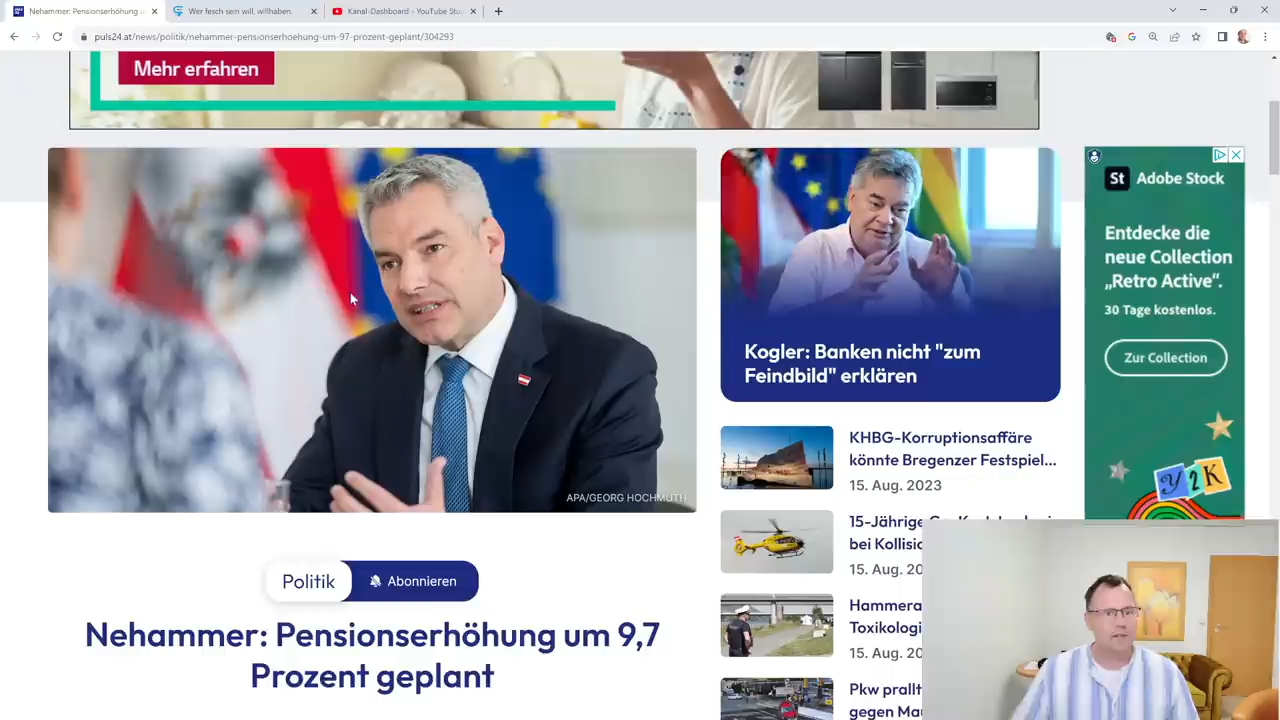 Nehammer: Pensionserhöhung u
Wer fesch sein will, willhaben.
Kanal-Dashboard - YouTube Stu
puls24.at/news/politik/nehammer-pensionserhoehung-um-97-prozent-geplant/304293
Mehr erfahren
APA/GEORG HOCHMUTH
Politik
Abonnieren
Nehammer: Pensionserhöhung um 9,7
Prozent geplant
Kogler: Banken nicht "zum
Feindbild" erklären
KHBG-Korruptionsaffäre
könnte Bregenzer Festspiel...
15. Aug. 2023
15-Jährige
bei Kollisi
15. Aug. 20
Hammera
Toxikologi
15. Aug. 20
Pkw prallt
gegen Mau
St Adobe Stock
Entdecke die
neue Collection
„Retro Active“.
30 Tage kostenlos.
Zur Collection
Y2K